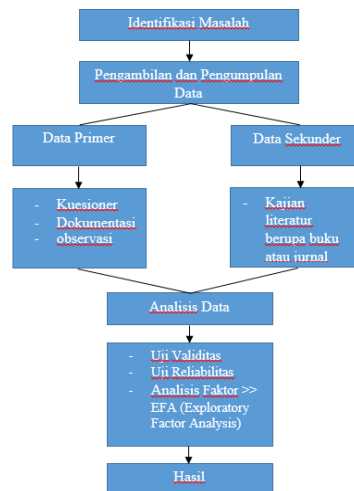 Identifikasi Masalah
Pengambilan dan Pengumpulan
Data
Data Primer
Data Sekunder
- Kuesioner
- Dokumentasi
- observasi
- Kajian
literatur
berupa buku
atau jurnal
Analisis Data
- Uji Validitas
- Uji Reliabilitas
- Analisis Faktor >>
EFA (Exploratory
Factor Analysis)
Hasil